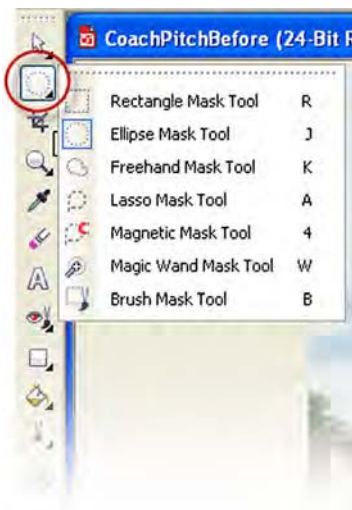 CoachPitchBefore (24-Bit R
Rectangle Mask Tool R
Ellipse Mask Tool J
Freehand Mask Tool K
Lasso Mask Tool A
Magnetic Mask Tool 4
Magic Wand Mask Tool W
Brush Mask Tool B